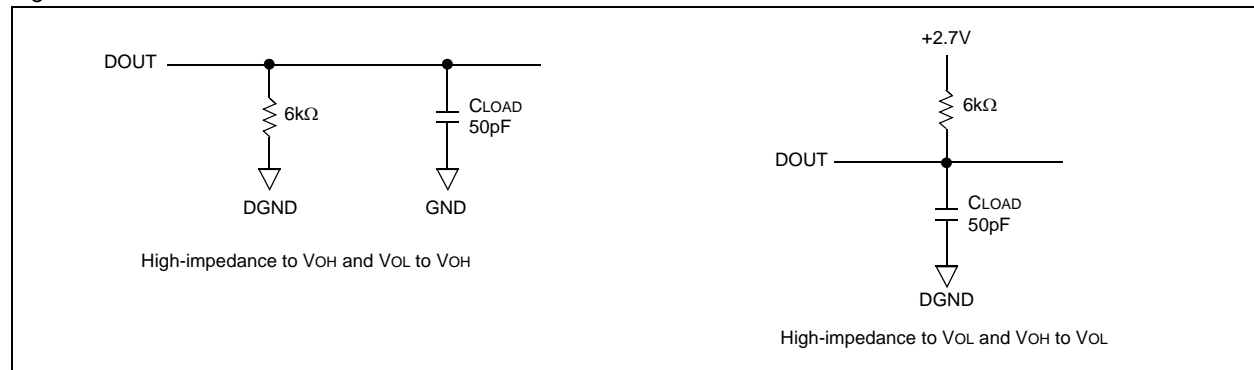 DOUT
6kΩ
CLOAD
50pF
DGND
GND
High-impedance to VOH and VOL to VOH
+2.7V
6kΩ
DOUT
CLOAD
50pF
DGND
High-impedance to VOL and VOH to VOL